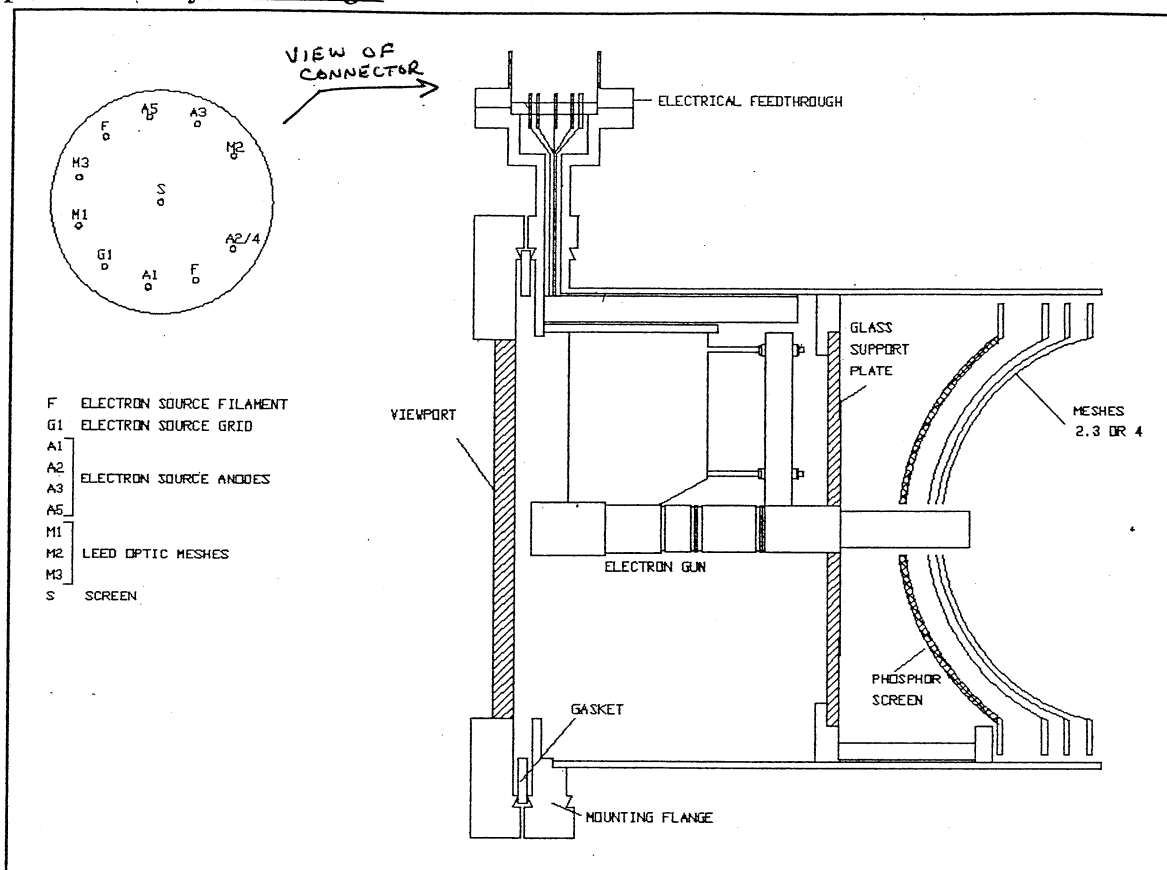 VIEW OF
CONNECTOR
A5
A3
F
M2
M3
S
M1
A2/4
G1
A1
F
ELECTRICAL FEEDTHROUGH
GLASS
SUPPORT
PLATE
VIEWPORT
MESHES
2.3 OR 4
F ELECTRON SOURCE FILAMENT
G1 ELECTRON SOURCE GRID
A1
A2
A3
A5
ELECTRON SOURCE ANODES
M1
M2
M3
LEED OPTIC MESHES
S SCREEN
ELECTRON GUN
PHOSPHOR
SCREEN
GASKET
MOUNTING FLANGE